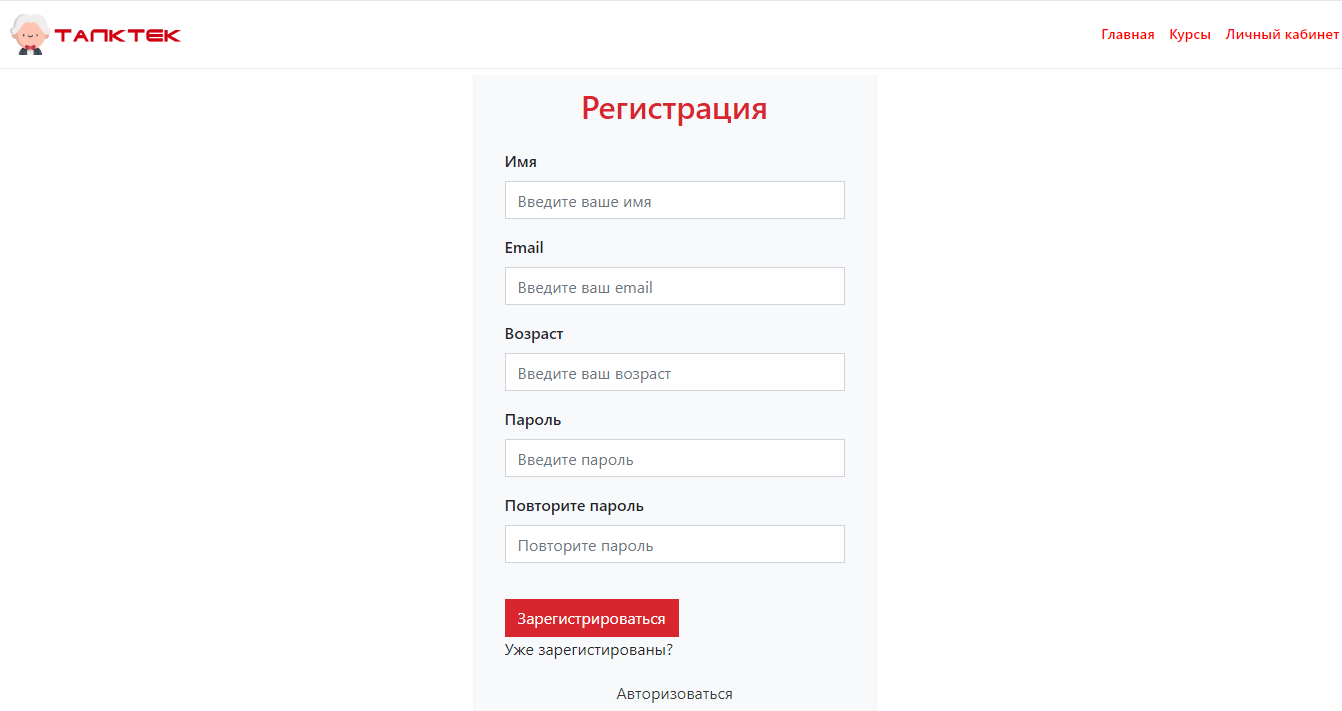 ТАПКТЕК
Главная Курсы Личный кабинет
Регистрация
Имя
Введите ваше имя
Email
Введите ваш email
Возраст
Введите ваш возраст
Пароль
Введите пароль
Повторите пароль
Повторите пароль
Зарегистрироваться
Уже зарегистированы?
Авторизоваться